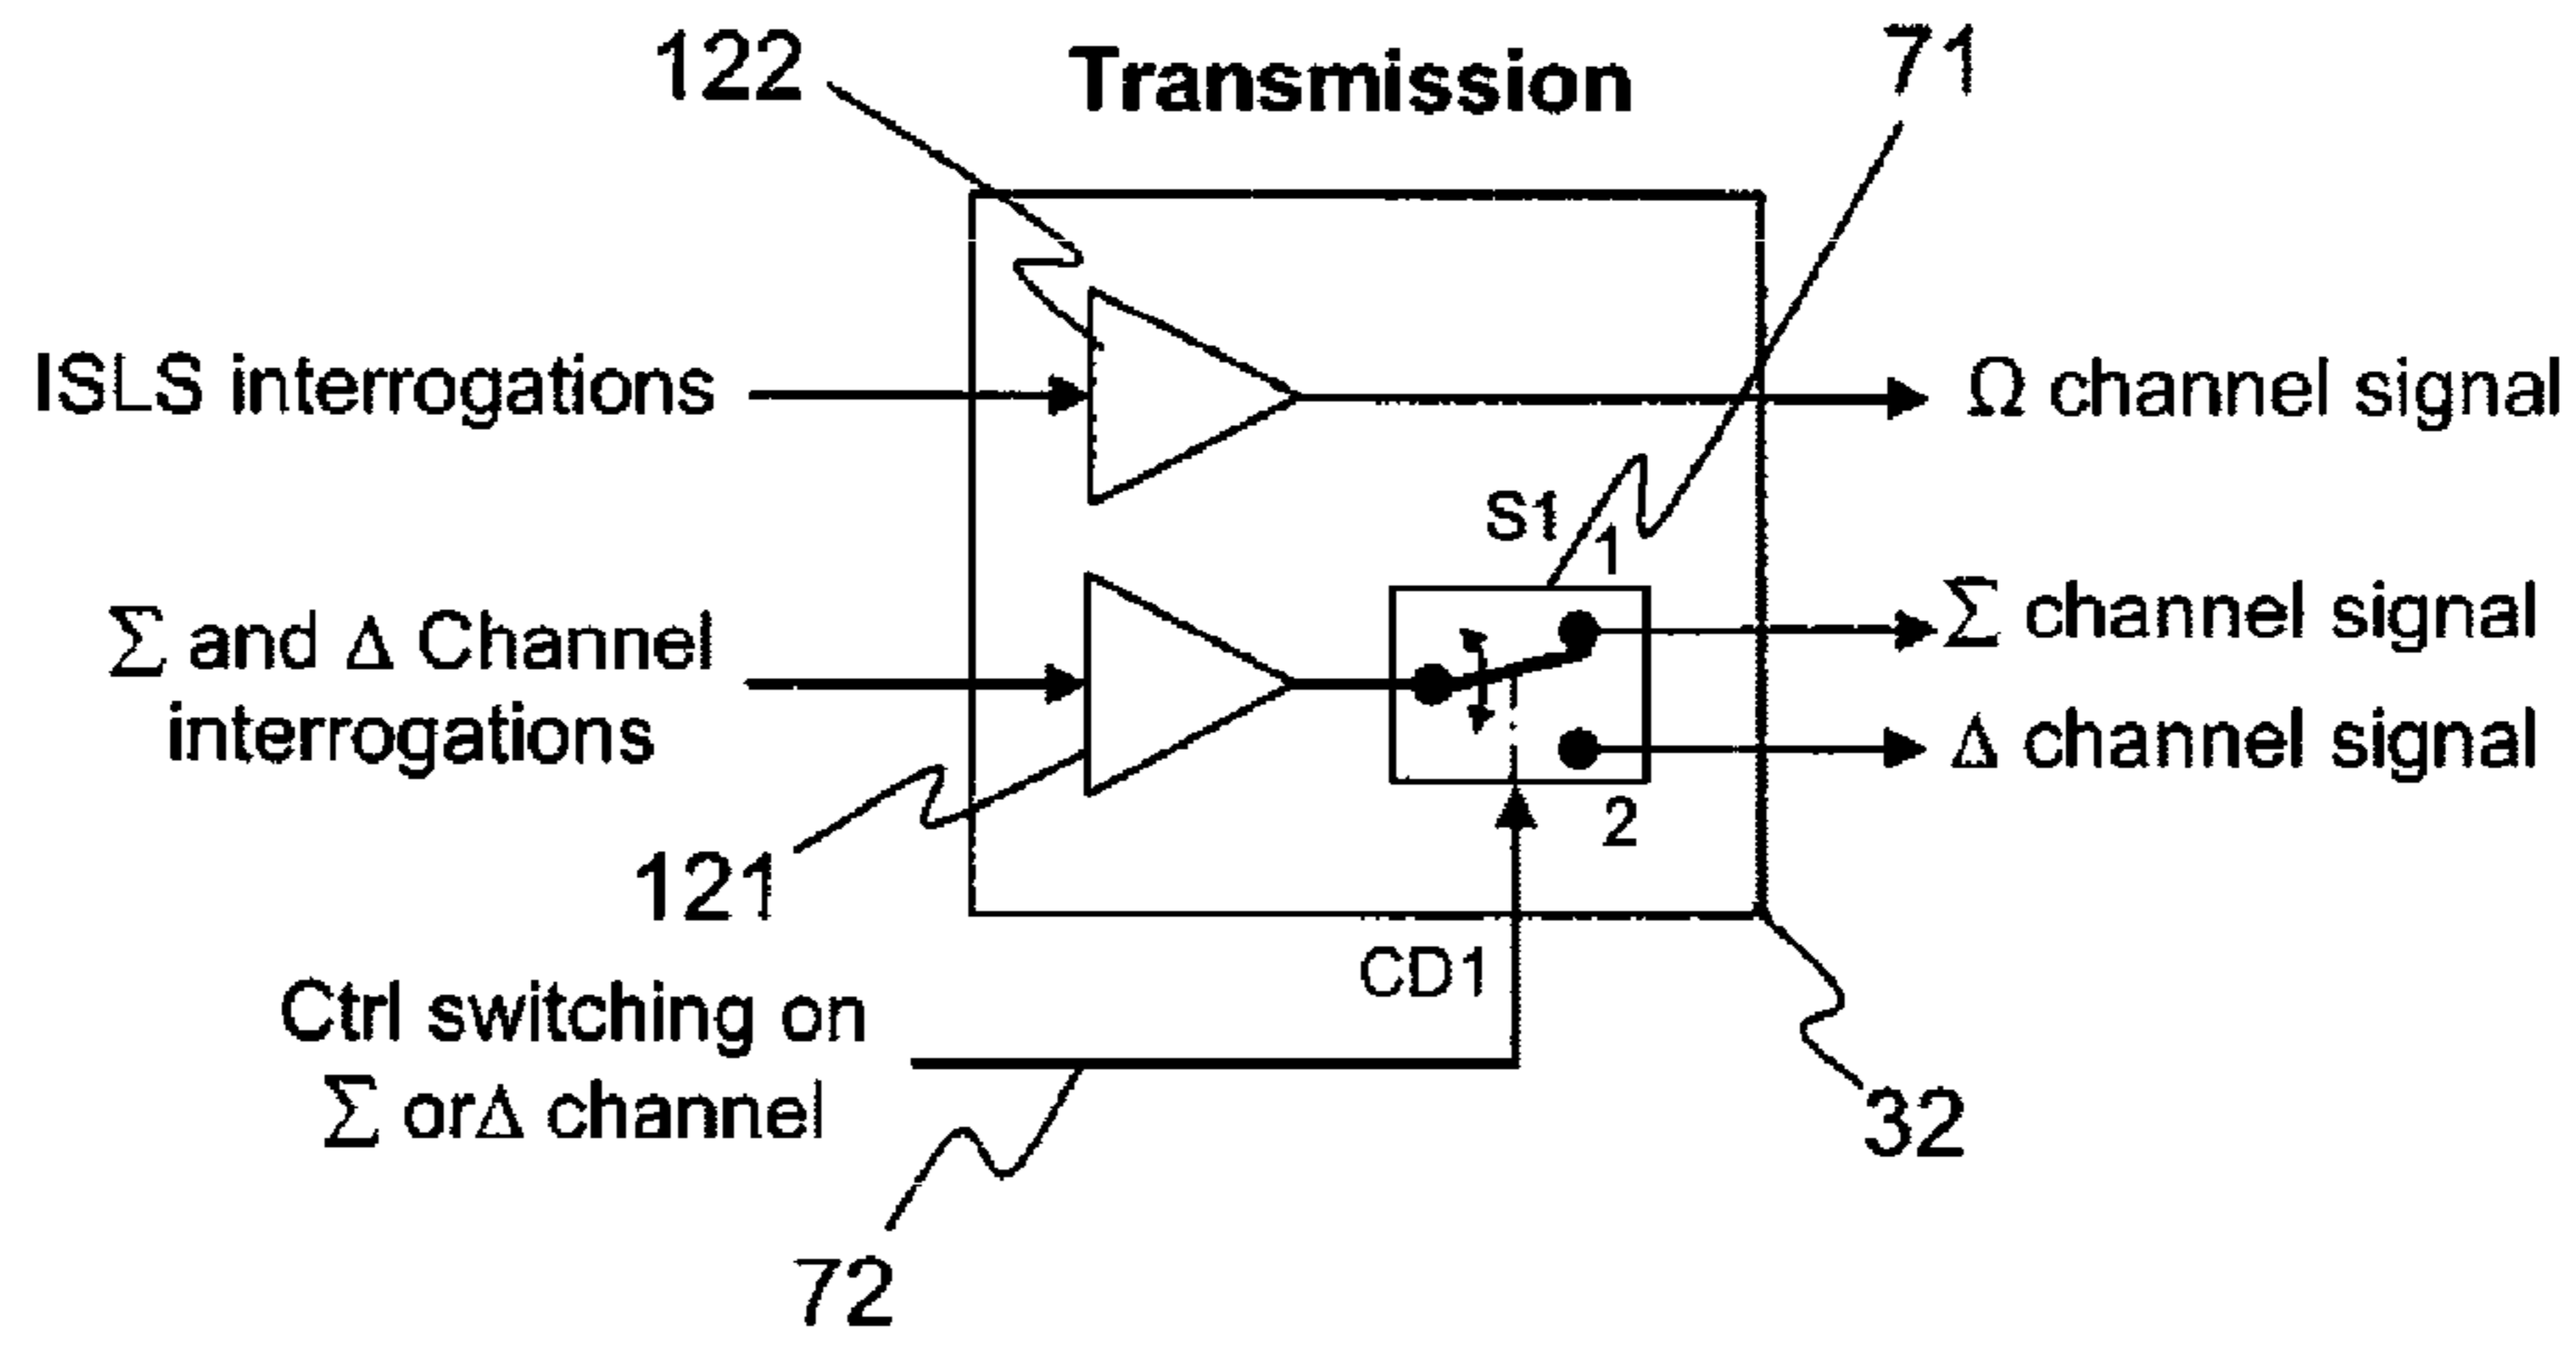 122
Transmission
71
ISLS interrogations
Ω channel signal
S1
1
Σ and Δ Channel
interrogations
Σ channel signal
Δ channel signal
2
121
CD1
Ctrl switching on
Σ orΔ channel
32
72